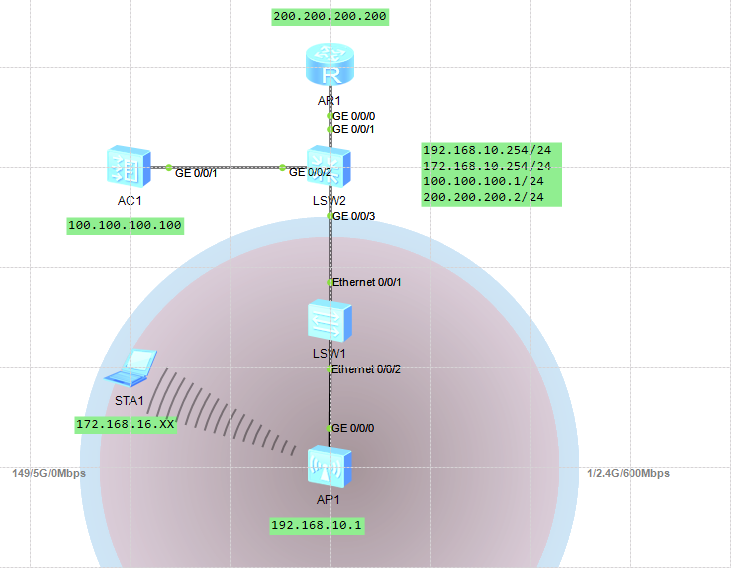 200.200.200.200
R
AR1
GE 0/0/0
GE 0/0/1
GE 0/0/1
GE 0/0/2
AC1
LSW2
192.168.10.254/24
172.168.10.254/24
100.100.100.1/24
200.200.200.2/24
100.100.100.100
GE 0/0/3
Ethernet 0/0/1
LSW1
Ethernet 0/0/2
STA1
172.168.16.XX
GE 0/0/0
149/5G/0Mbps
1/2.4G/600Mbps
AP1
192.168.10.1